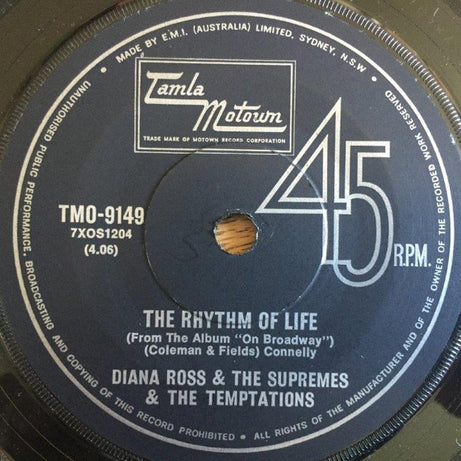 MADE BY E.M.I. (AUSTRALIA) LIMITED, SYDNEY, N.S.W. •
ALL RIGHTS OF THE MANUFACTURER AND OF THE OWNER OF THE RECORDED WORK RESERVED
• UNAUTHORISED PUBLIC PERFORMANCE, BROADCASTING AND COPYING OF THIS RECORD PROHIBITED •
Tamla
Motown
TRADE MARK OF MOTOWN RECORD CORPORATION
45
R.P.M.
TMO-9149
7XOS1204
(4.06)
THE RHYTHM OF LIFE
(From The Album "On Broadway")
(Coleman & Fields) Connelly
DIANA ROSS & THE SUPREMES
& THE TEMPTATIONS